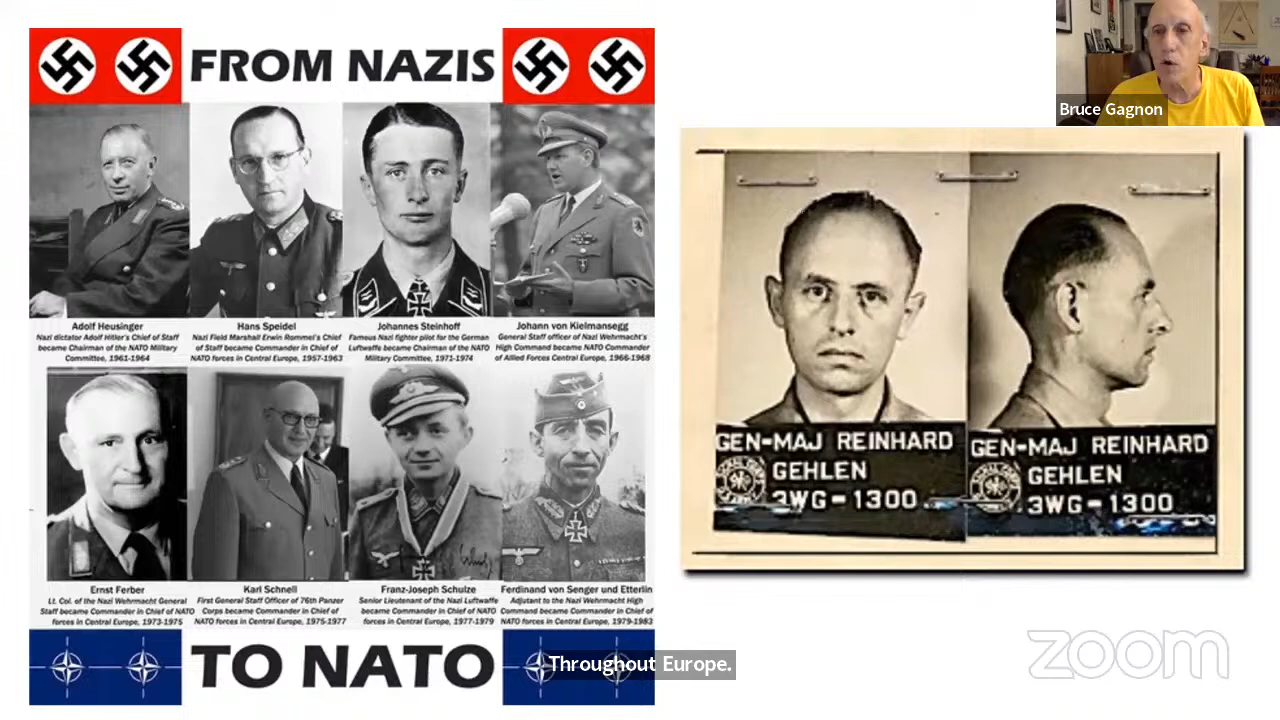 FROM NAZIS
Adolf Heusinger
Nazi dictator Adolf Hitler's Chief of Staff
became Chairman of the NATO Military
Committee, 1961-1964
Hans Speidel
Nazi Field Marshall Erwin Rommel's Chief
of Staff became Commander in Chief of
NATO forces in Central Europe, 1957-1963
Johannes Steinhoff
Famous Nazi fighter pilot for the German
Luftwaffe became Chairman of the NATO
Military Committee, 1971-1974
Johann von Kielmansegg
General Staff officer of Nazi Wehrmacht's
High Command became NATO Commander
of Allied Forces Central Europe, 1966-1968
Ernst Ferber
Lt. Col. of the Nazi Wehrmacht General
Staff became Commander in Chief of NATO
forces in Central Europe, 1973-1975
Karl Schnell
First General Staff Officer of 76th Panzer
Corps became Commander in Chief of
NATO forces in Central Europe, 1975-1977
Franz-Joseph Schulze
Senior Lieutenant of the Nazi Luftwaffe
became Commander in Chief of NATO
forces in Central Europe, 1977-1979
Ferdinand von Senger und Etterlin
Adjutant to the Nazi Wehrmacht High
Command became Commander in Chief of
NATO forces in Central Europe, 1979-1983
TO NATO
Bruce Gagnon
GEN-MAJ REINHARD
GEHLEN
3WG-1300
GEN-MAJ REINHARD
GEHLEN
3WG-1300
Throughout Europe.
zoom